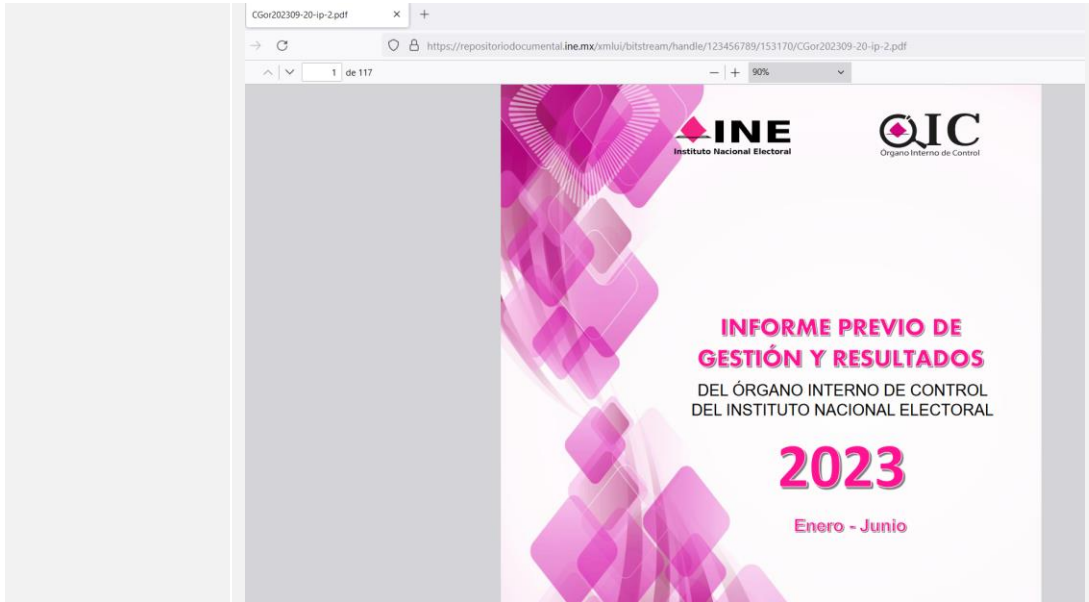 CGor202309-20-ip-2.pdf
https://repositoriodocumental.ine.mx/xmlui/bitstream/handle/123456789/153170/CGor202309-20-ip-2.pdf
1 de 117
90%
INE
Instituto Nacional Electoral
OIC
Órgano Interno de Control
INFORME PREVIO DE
GESTIÓN Y RESULTADOS
DEL ÓRGANO INTERNO DE CONTROL
DEL INSTITUTO NACIONAL ELECTORAL
2023
Enero - Junio